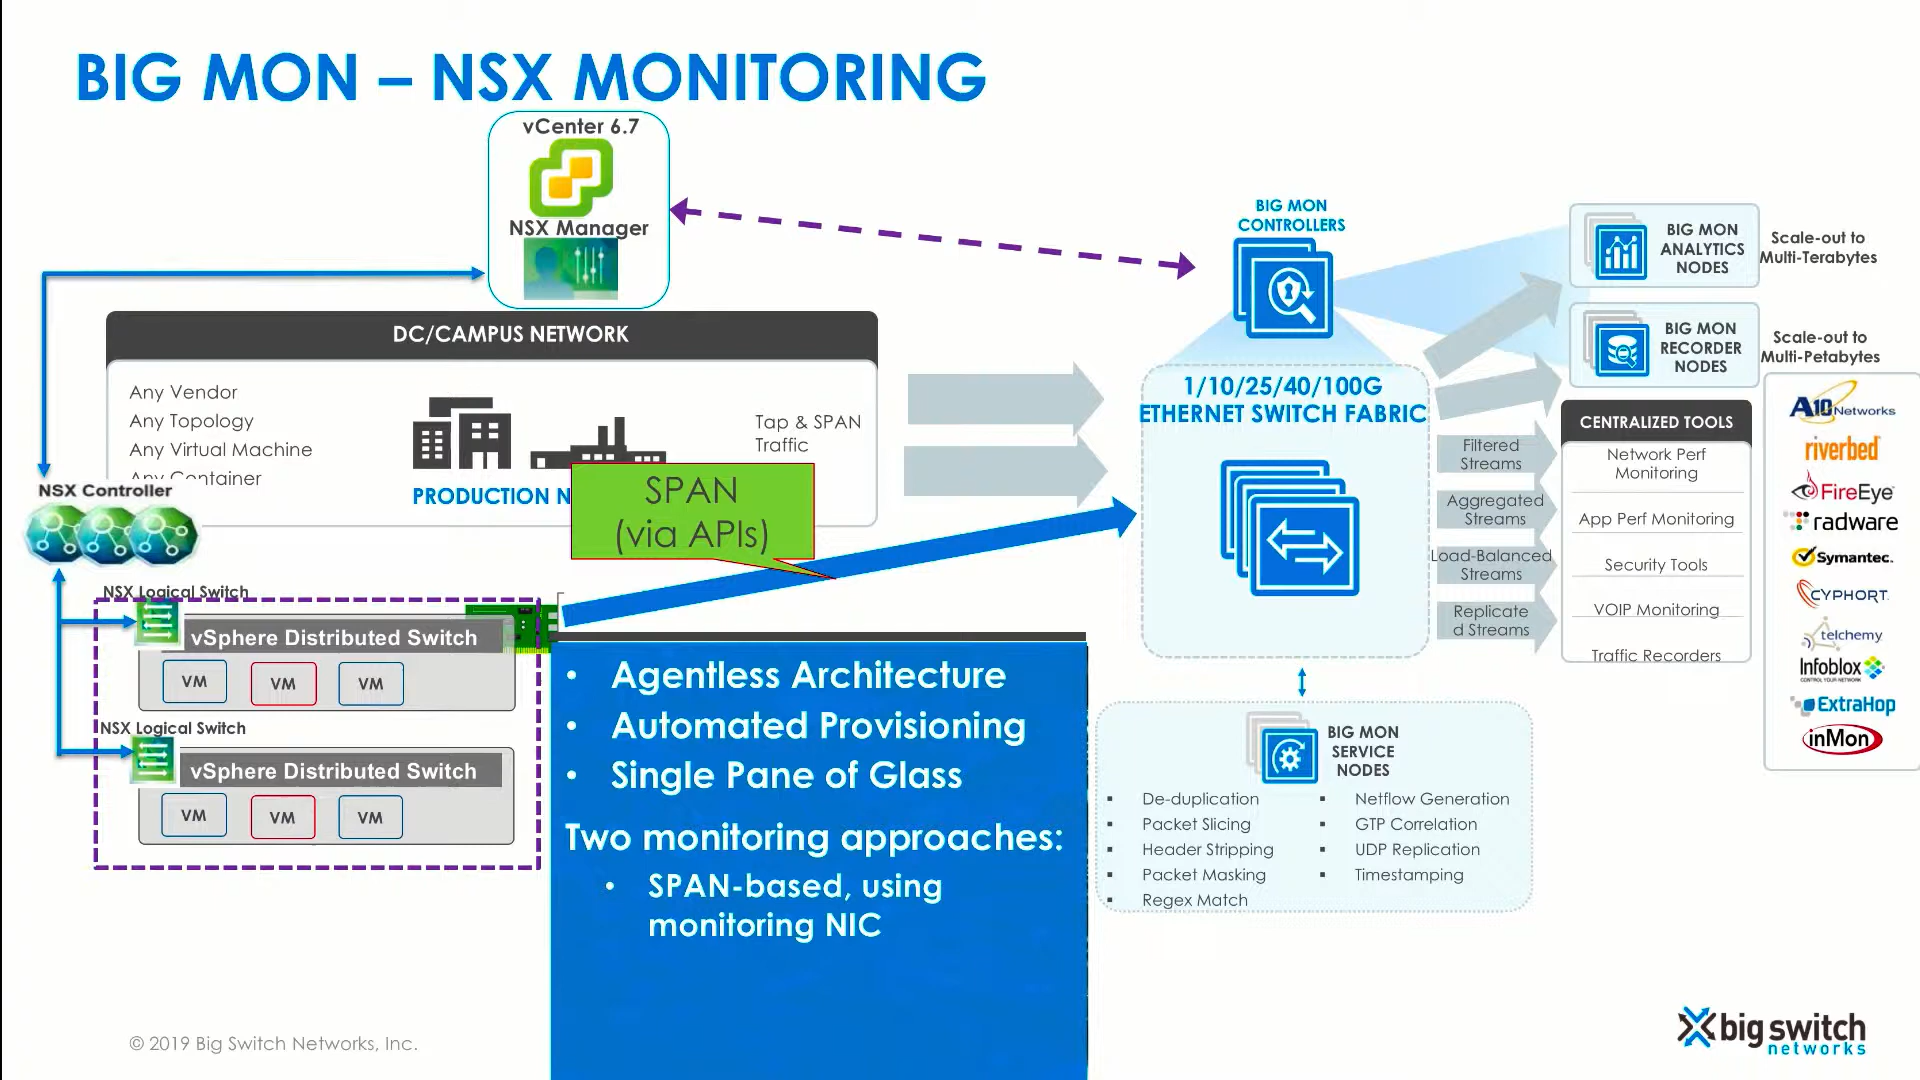 BIG MON – NSX MONITORING
vCenter 6.7
NSX Manager
DC/CAMPUS NETWORK
Any Vendor
Any Topology
Any Virtual Machine
Any Container
Tap & SPAN
Traffic
PRODUCTION N
SPAN
(via APIs)
NSX Controller
NSX Logical Switch
vSphere Distributed Switch
VM
VM
VM
NSX Logical Switch
vSphere Distributed Switch
VM
VM
VM
• Agentless Architecture
• Automated Provisioning
• Single Pane of Glass
Two monitoring approaches:
• SPAN-based, using
monitoring NIC
BIG MON
CONTROLLERS
1/10/25/40/100G
ETHERNET SWITCH FABRIC
Filtered
Streams
Aggregated
Streams
Load-Balanced
Streams
Replicate
d Streams
BIG MON
SERVICE
NODES
▪ De-duplication
▪ Packet Slicing
▪ Header Stripping
▪ Packet Masking
▪ Regex Match
▪ Netflow Generation
▪ GTP Correlation
▪ UDP Replication
▪ Timestamping
BIG MON
ANALYTICS
NODES
Scale-out to
Multi-Terabytes
BIG MON
RECORDER
NODES
Scale-out to
Multi-Petabytes
CENTRALIZED TOOLS
Network Perf
Monitoring
App Perf Monitoring
Security Tools
VOIP Monitoring
Traffic Recorders
A10 Networks
riverbed
FireEye
radware
Symantec.
CYPHORT
telchemy
Infoblox
CONTROL YOUR NETWORK
ExtraHop
inMon
© 2019 Big Switch Networks, Inc.
big switch
networks